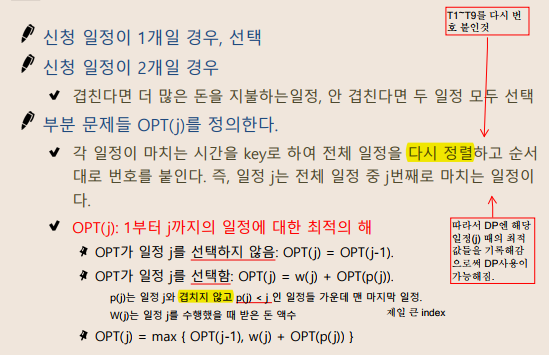 신청 일정이 1개일 경우, 선택
신청 일정이 2개일 경우
겹친다면 더 많은 돈을 지불하는일정, 안 겹친다면 두 일정 모두 선택
부분 문제들 OPT(j)를 정의한다.
각 일정이 마치는 시간을 key로 하여 전체 일정을 다시 정렬하고 순서
대로 번호를 붙인다. 즉, 일정 j는 전체 일정 중 j번째로 마치는 일정이
다.
OPT(j): 1부터 j까지의 일정에 대한 최적의 해
OPT가 일정 j를 선택하지 않음: OPT(j) = OPT(j-1).
OPT가 일정 j를 선택함: OPT(j) = w(j) + OPT(p(j)).
p(j)는 일정 j와 겹치지 않고 p(j) < j 인 일정들 가운데 맨 마지막 일정.
W(j)는 일정 j를 수행했을 때 받은 돈 액수
제일 큰 index
OPT(j) = max { OPT(j-1), w(j) + OPT(p(j)) }
T1~T9를 다시 번
호 붙인것
따라서 DP엔 해당
일정(j) 때의 최적
값들을 기록해감
으로써 DP사용이
가능해짐.